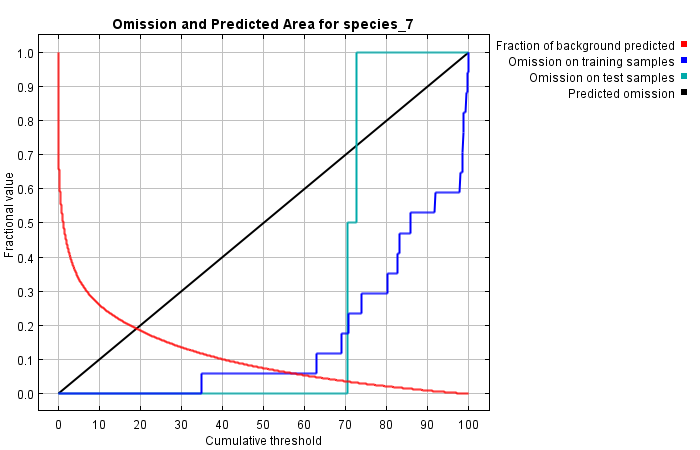 Omission and Predicted Area for species_7
Fraction of background predicted
Omission on training samples
Omission on test samples
Predicted omission
Fractional value
1.0
0.9
0.8
0.7
0.6
0.5
0.4
0.3
0.2
0.1
0.0
0 10 20 30 40 50 60 70 80 90 100
Cumulative threshold